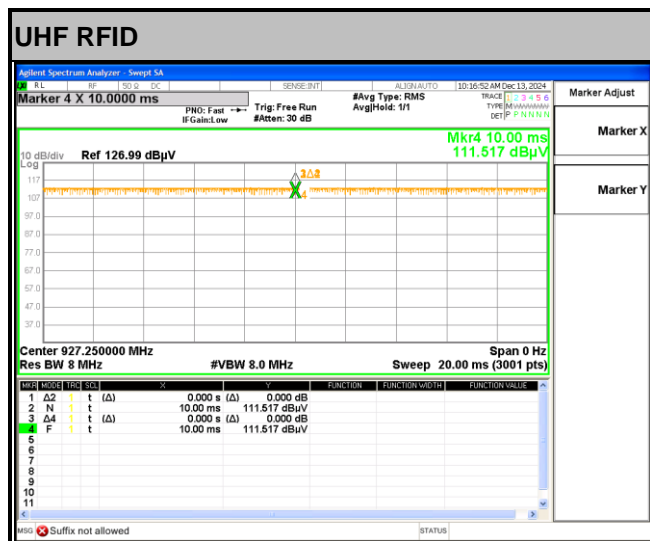 UHF RFID
Agilent Spectrum Analyzer - Swept SA
RL RF 50 Ω DC SENSE:INT ALIGN AUTO 10:16:52 AM Dec 13, 2024
Marker 4 X 10.0000 ms
PNO: Fast
IFGain:Low
Trig: Free Run
#Atten: 30 dB
#Avg Type: RMS
Avg|Hold: 1/1
TRACE 1 2 3 4 5 6
TYPE M
DET P P N N N N
Marker Adjust
Marker X
Marker Y
Mkr4 10.00 ms
111.517 dBµV
10 dB/div Ref 126.99 dBµV
Log
117
107
97.0
87.0
77.0
67.0
57.0
47.0
37.0
4
Center 927.250000 MHz Span 0 Hz
Res BW 8 MHz #VBW 8.0 MHz Sweep 20.00 ms (3001 pts)
MKR MODE TRC SCL X Y FUNCTION FUNCTION WIDTH FUNCTION VALUE
1 Δ2 1 t (Δ) 0.000 s (Δ) 0.000 dB
2 N 1 t 10.00 ms 111.517 dBµV
3 Δ4 1 t (Δ) 0.000 s (Δ) 0.000 dB
4 F 1 t 10.00 ms 111.517 dBµV
5
6
7
8
9
10
11
MSG Suffix not allowed STATUS